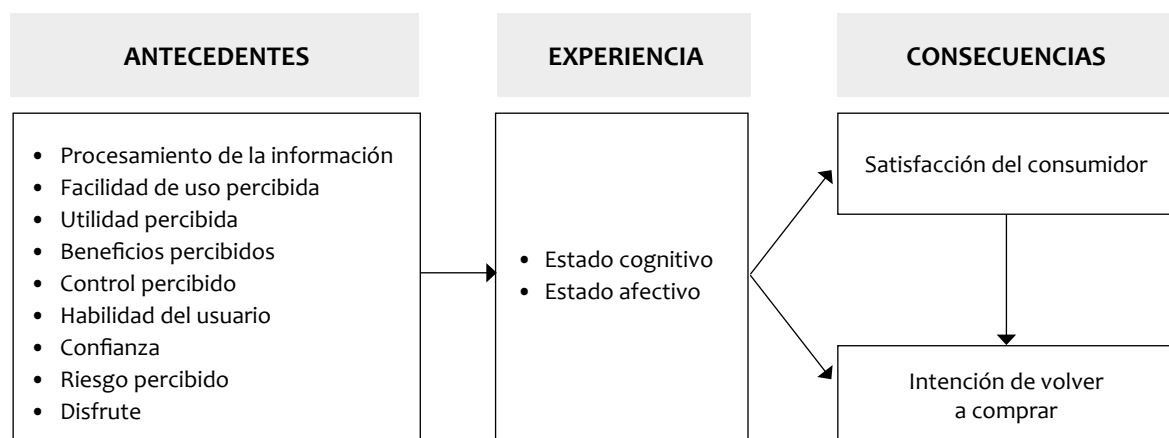 ANTECEDENTES
EXPERIENCIA
CONSECUENCIAS
• Procesamiento de la información
• Facilidad de uso percibida
• Utilidad percibida
• Beneficios percibidos
• Control percibido
• Habilidad del usuario
• Confianza
• Riesgo percibido
• Disfrute
• Estado cognitivo
• Estado afectivo
Satisfacción del consumidor
Intención de volver
a comprar